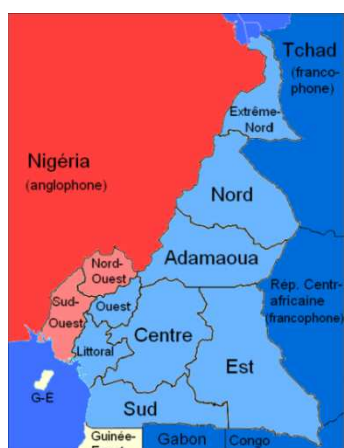 Tchad
(franco-
phone)
Extrême-
Nord
Nigéria
(anglophone)
Nord
Adamaoua
Nord-
Ouest
Sud-
Ouest
Ouest
Littoral
Centre
Est
Rép. Centr-
africaine
(francophone)
G-E
Sud
Guinée-
Gabon
Congo